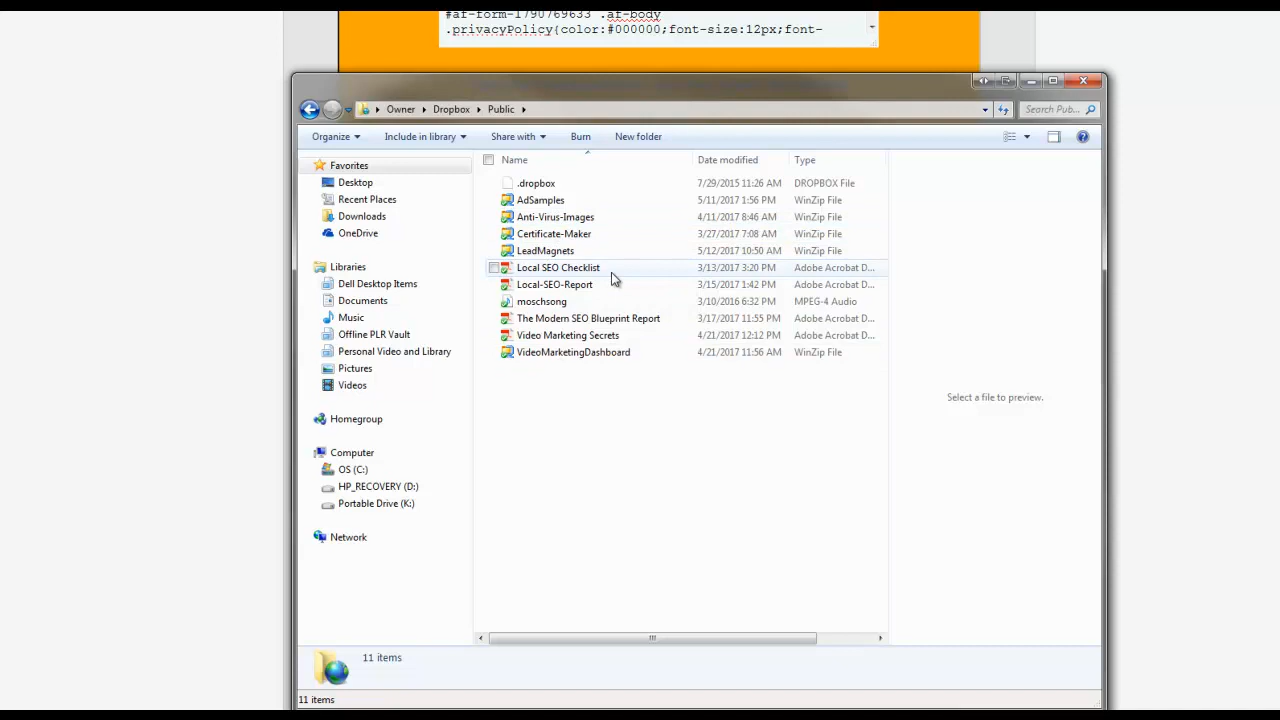 #af-form-1790769633 .af-body
.privacyPolicy{color:#000000;font-size:12px;font-
Owner Dropbox Public
Search Pub...
Organize Include in library Share with Burn New folder
Name Date modified Type
Favorites
Desktop
Recent Places
Downloads
OneDrive
Libraries
Dell Desktop Items
Documents
Music
Offline PLR Vault
Personal Video and Library
Pictures
Videos
Homegroup
Computer
OS (C:)
HP_RECOVERY (D:)
Portable Drive (K:)
Network
.dropbox 7/29/2015 11:26 AM DROPBOX File
AdSamples 5/11/2017 1:56 PM WinZip File
Anti-Virus-Images 4/11/2017 8:46 AM WinZip File
Certificate-Maker 3/27/2017 7:08 AM WinZip File
LeadMagnets 5/12/2017 10:50 AM WinZip File
Local SEO Checklist 3/13/2017 3:20 PM Adobe Acrobat D...
Local-SEO-Report 3/15/2017 1:42 PM Adobe Acrobat D...
moschsong 3/10/2016 6:32 PM MPEG-4 Audio
The Modern SEO Blueprint Report 3/17/2017 11:55 PM Adobe Acrobat D...
Video Marketing Secrets 4/21/2017 12:12 PM Adobe Acrobat D...
VideoMarketingDashboard 4/21/2017 11:56 AM WinZip File
Select a file to preview.
11 items
11 items